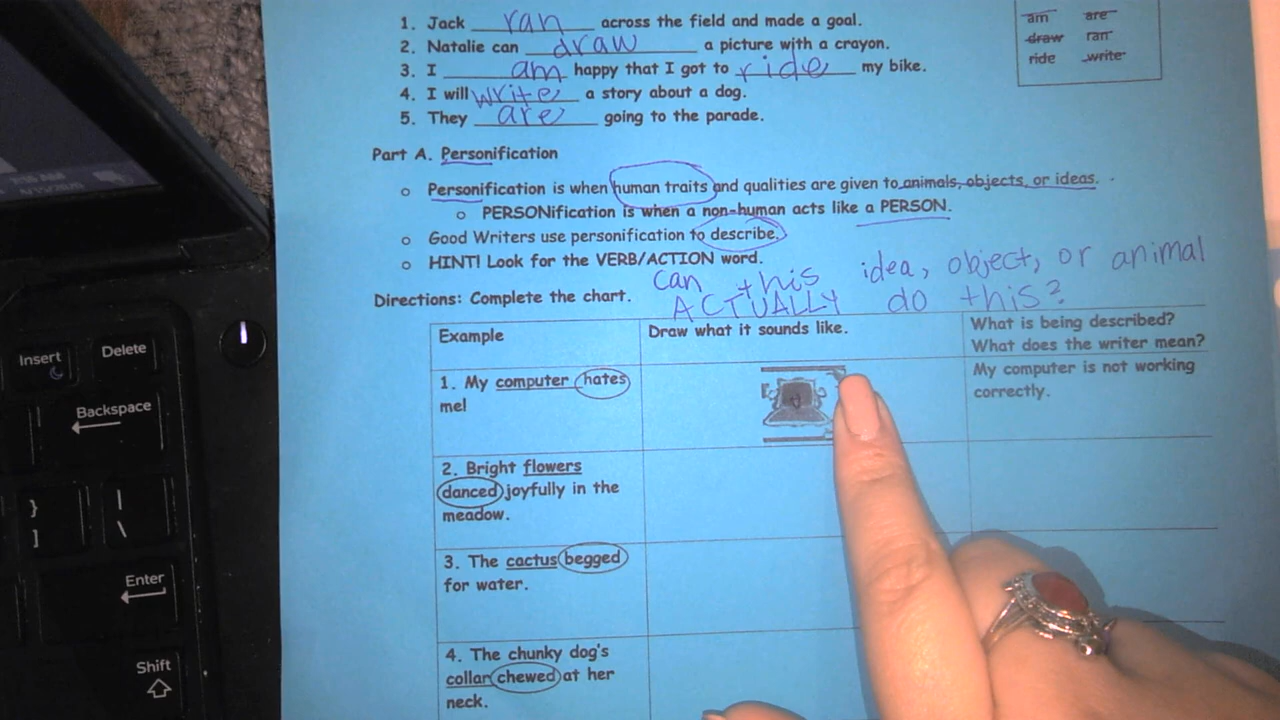 1. Jack ran across the field and made a goal.
2. Natalie can draw a picture with a crayon.
3. I am happy that I got to ride my bike.
4. I will write a story about a dog.
5. They are going to the parade.
am are
draw ran
ride write
Part A. Personification
Personification is when human traits and qualities are given to animals, objects, or ideas.
PERSONification is when a non-human acts like a PERSON.
Good Writers use personification to describe.
HINT! Look for the VERB/ACTION word.
can this idea, object, or animal
ACTUALLY do this?
Directions: Complete the chart.
Example
Draw what it sounds like.
What is being described?
What does the writer mean?
1. My computer hates
me!
My computer is not working
correctly.
2. Bright flowers
danced joyfully in the
meadow.
3. The cactus begged
for water.
4. The chunky dog's
collar chewed at her
neck.
Insert
Delete
Backspace
}
]
|
\
Enter
Shift